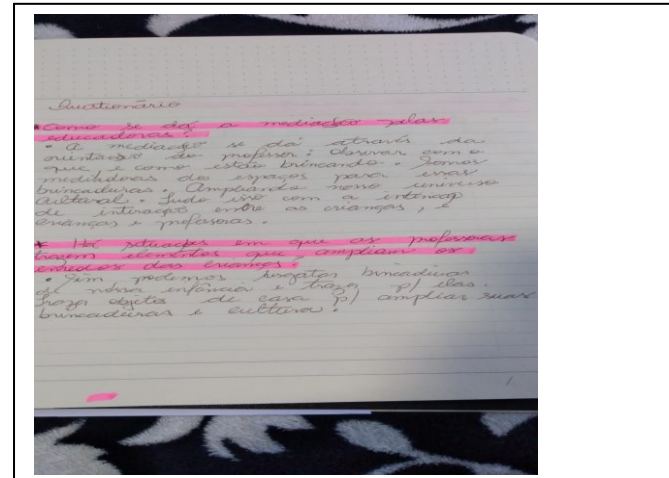 Questionário
* Como se dá a mediação pelas
educadoras?
• A mediação se dá através da
orientação do professor: Observar com o
que, e como estão brincando. Somos
mediadoras dos espaços para essas
brincadeiras. Ampliando nosso universo
cultural. Tudo isso com a intenção
de interação entre as crianças, e
crianças e professoras.
* Há situações em que as professoras
trazem elementos que ampliam os
enredos das crianças
• Sim podemos resgatar brincadeiras
de nossa infância e trazer p/ elas.
Trazer objetos de casa p/ ampliar suas
brincadeiras e cultura.